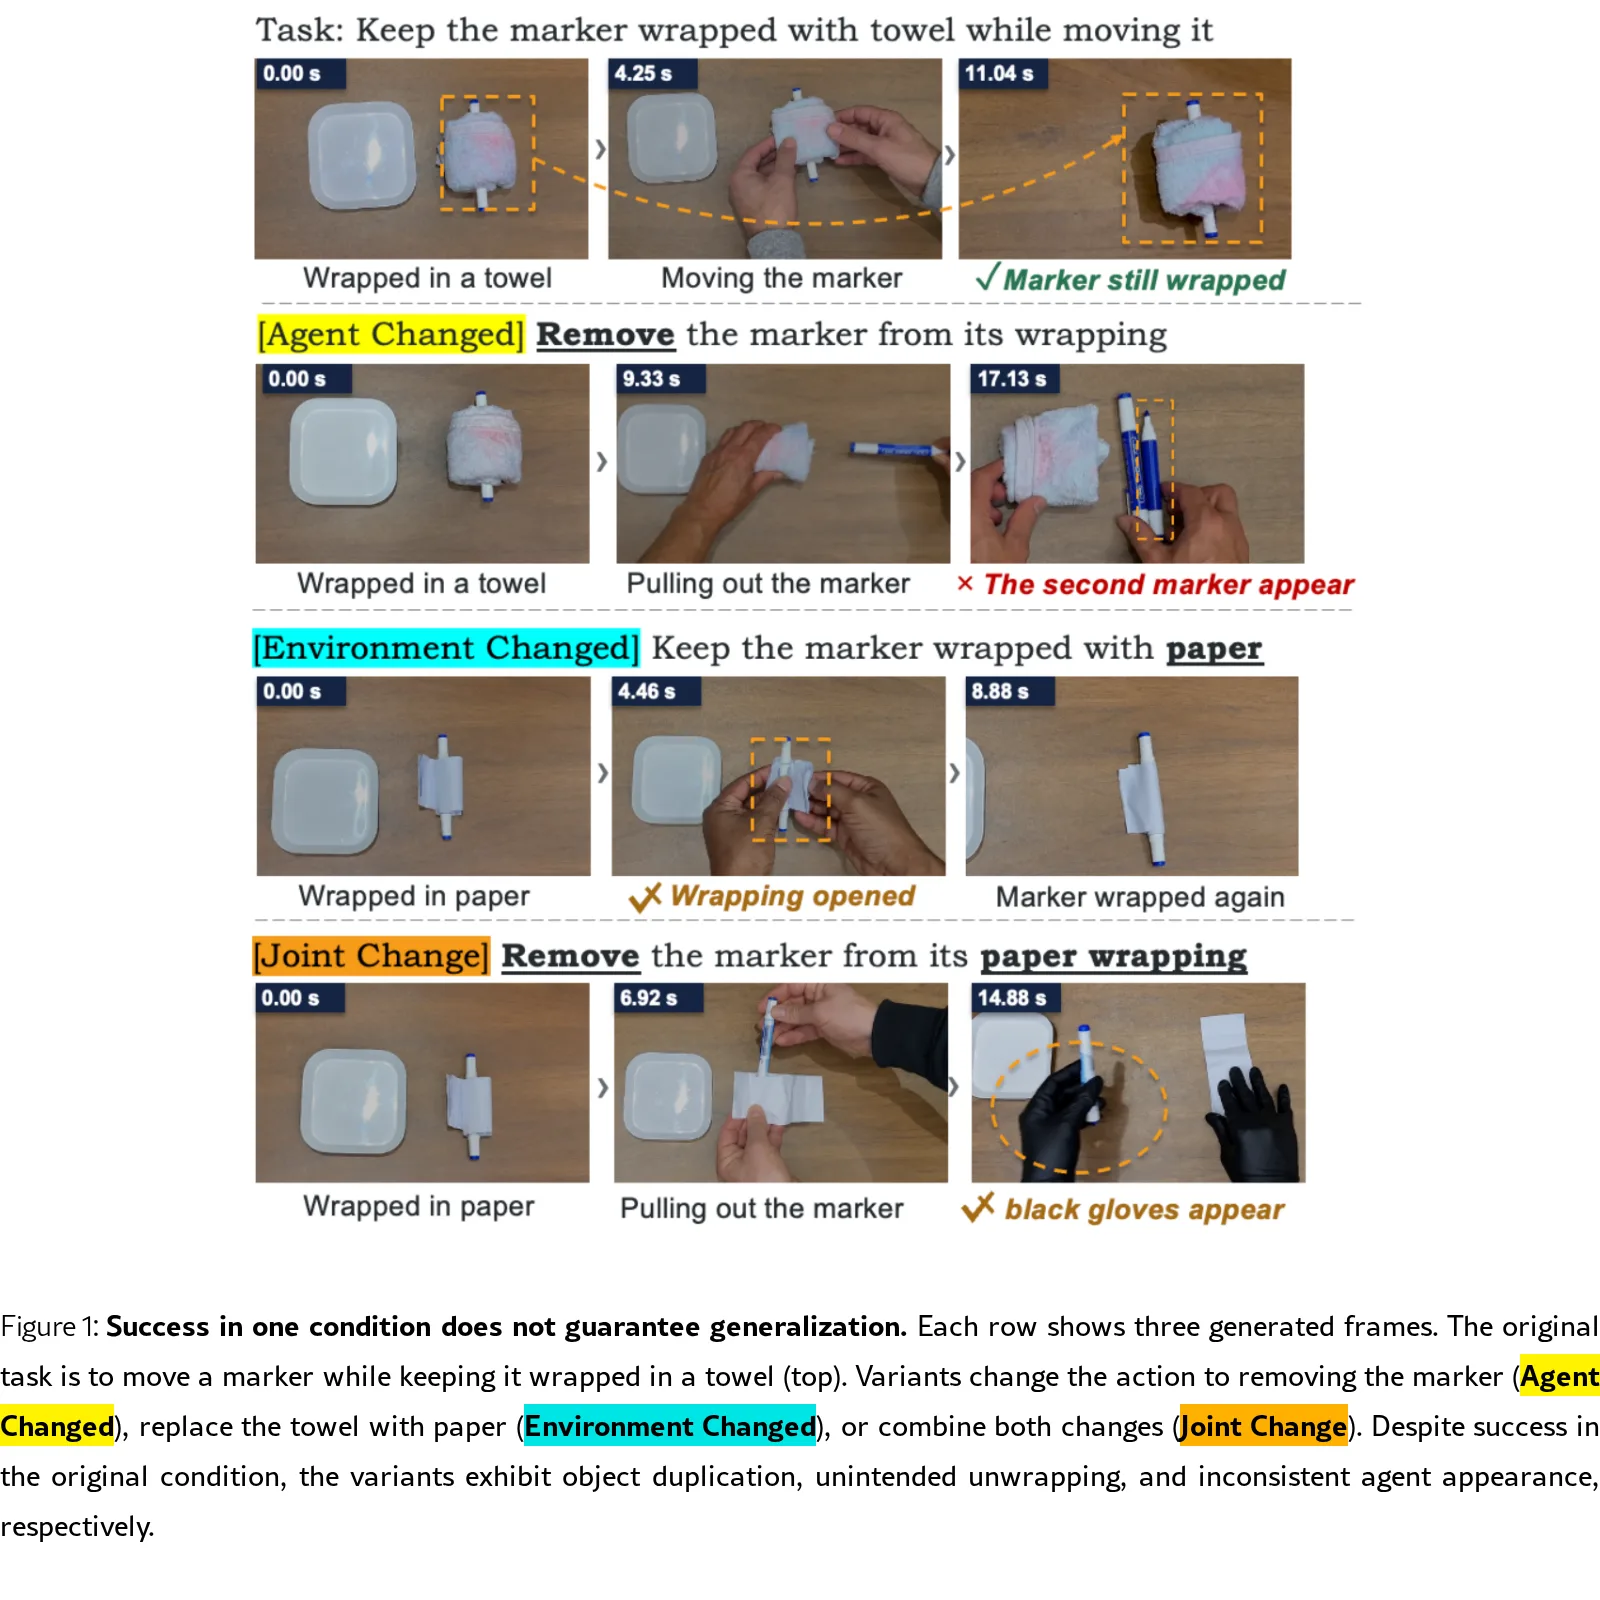 Task: Keep the marker wrapped with towel while moving it
0.00 s
4.25 s
11.04 s
Wrapped in a towel
Moving the marker
✓ Marker still wrapped
[Agent Changed] Remove the marker from its wrapping
0.00 s
9.33 s
17.13 s
Wrapped in a towel
Pulling out the marker
× The second marker appear
[Environment Changed] Keep the marker wrapped with paper
0.00 s
4.46 s
8.88 s
Wrapped in paper
Wrapping opened
Marker wrapped again
[Joint Change] Remove the marker from its paper wrapping
0.00 s
6.92 s
14.88 s
Wrapped in paper
Pulling out the marker
black gloves appear
Figure 1: Success in one condition does not guarantee generalization. Each row shows three generated frames. The original
task is to move a marker while keeping it wrapped in a towel (top). Variants change the action to removing the marker (Agent
Changed), replace the towel with paper (Environment Changed), or combine both changes (Joint Change). Despite success in
the original condition, the variants exhibit object duplication, unintended unwrapping, and inconsistent agent appearance,
respectively.